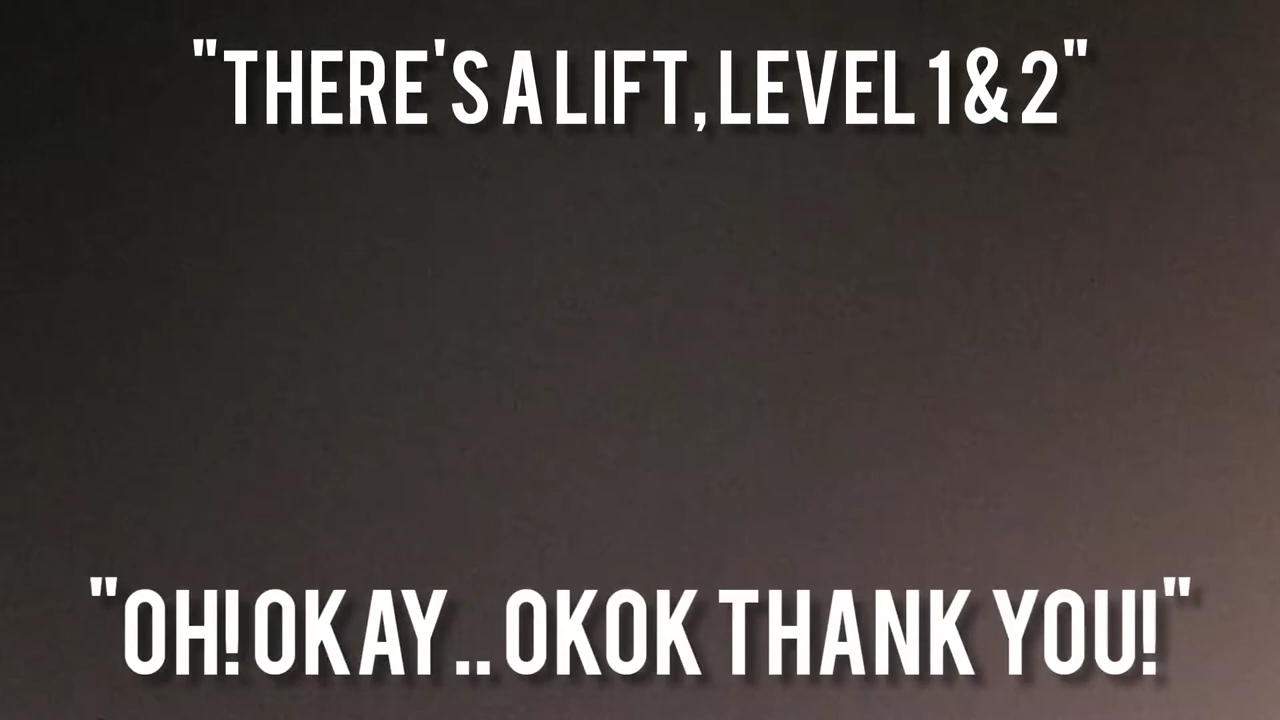 "THERE'S A LIFT, LEVEL 1 & 2"
"OH! OKAY.. OKOK THANK YOU!"